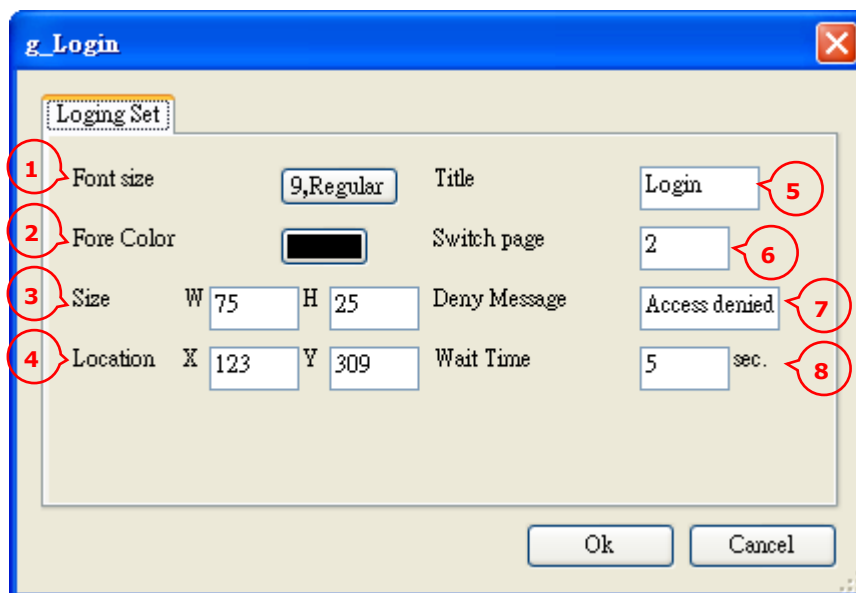 g_Login
Loging Set
1 Font size 9,Regular Title Login 5
2 Fore Color Switch page 2 6
3 Size W 75 H 25 Deny Message Access denied 7
4 Location X 123 Y 309 Wait Time 5 sec. 8
Ok Cancel